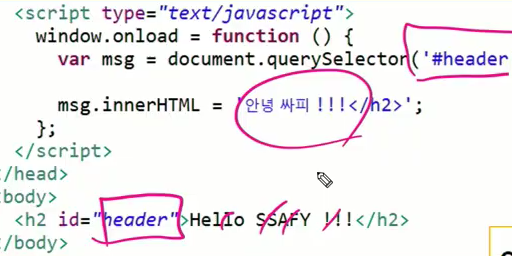 <script type="text/javascript">
window.onload = function () {
var msg = document.querySelector('#header
msg.innerHTML = '안녕 싸피 !!!</h2>';
};
</script>
/head>
body>
<h2 id="header">Hello SSAFY !!!</h2>
/body>